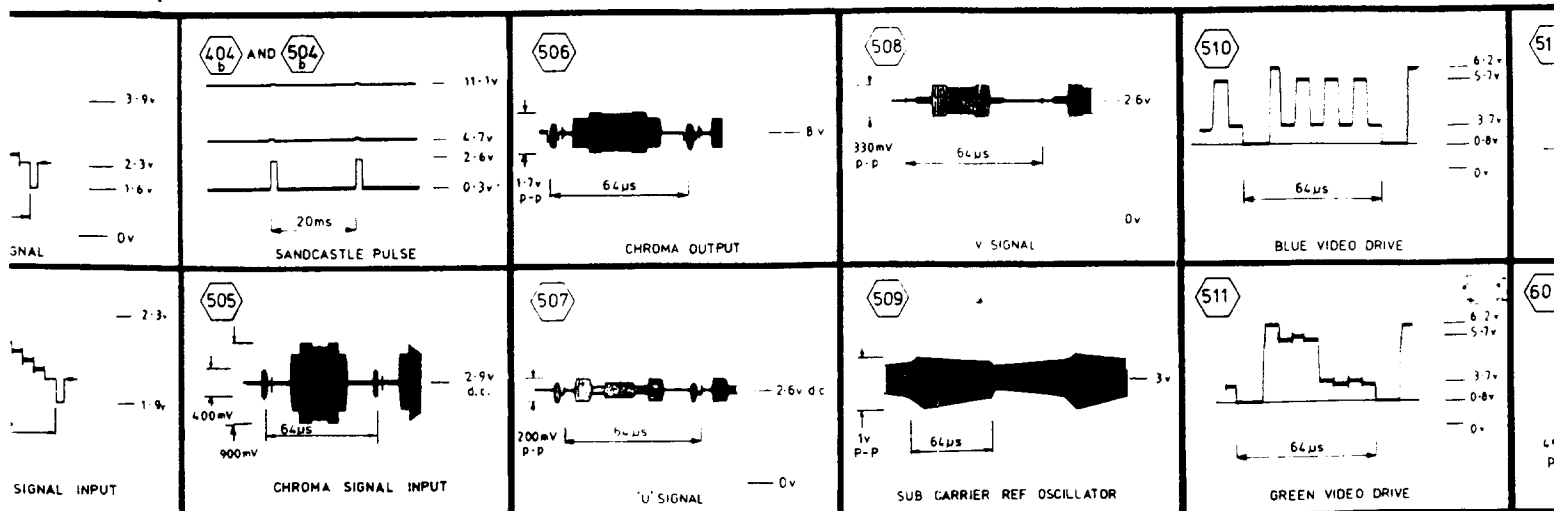 3·9v
2·3v
1·6v
0v
GNAL
404 b AND 504 b
11·1v
4·7v
2·6v
0·3v
20ms
SANDCASTLE PULSE
506
8v
1·7v
p-p
64µs
CHROMA OUTPUT
508
2·6v
330mV
p-p
64µs
0v
V SIGNAL
510
6·2v
5·7v
3·7v
0·8v
0v
64µs
BLUE VIDEO DRIVE
51
2·3v
1·9v
SIGNAL INPUT
505
2·9v
d.c.
400mV
64µs
900mV
CHROMA SIGNAL INPUT
507
2·6v d.c
200mV
p-p
64µs
0v
'U' SIGNAL
509
3v
1v
p-p
64µs
SUB CARRIER REF OSCILLATOR
511
6·2v
5·7v
3·7v
0·8v
0v
64µs
GREEN VIDEO DRIVE
60